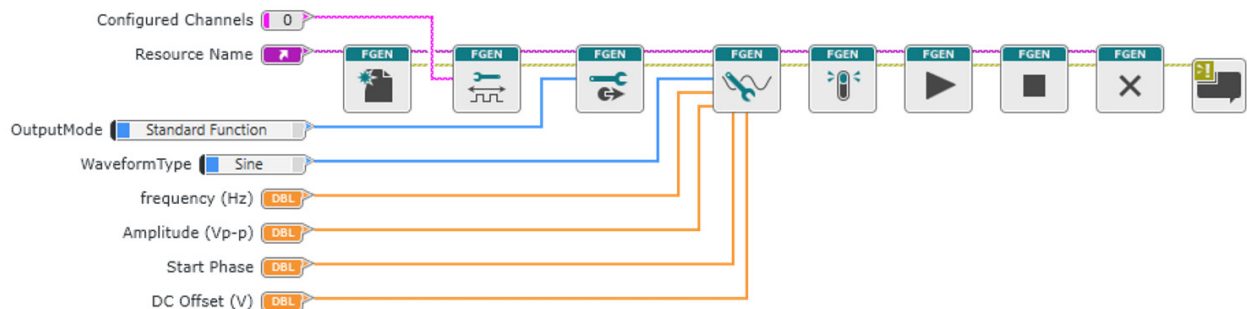 Configured Channels 0
Resource Name
FGEN FGEN FGEN FGEN FGEN FGEN FGEN FGEN
OutputMode Standard Function
WaveformType Sine
frequency (Hz) DBL
Amplitude (Vp-p) DBL
Start Phase DBL
DC Offset (V) DBL